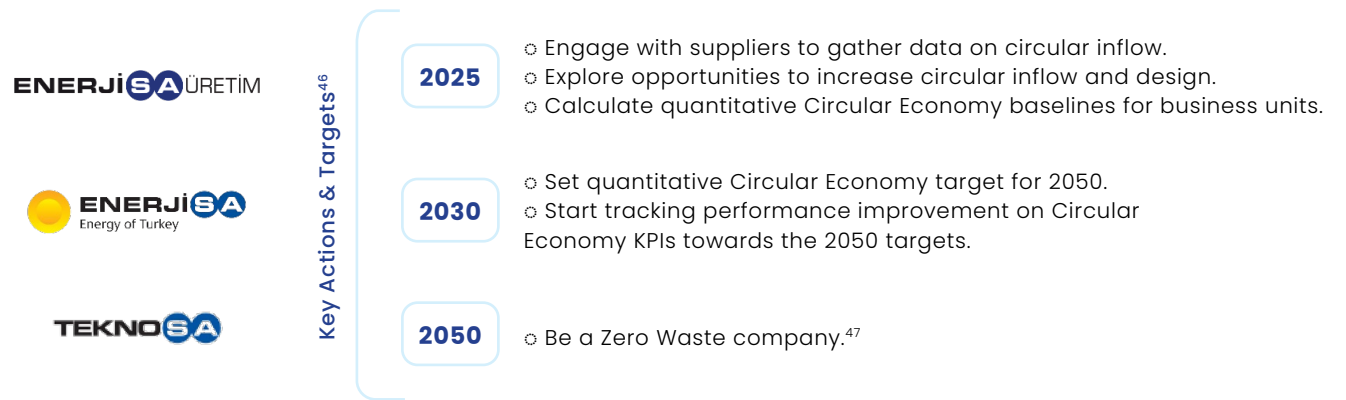 ENERJİSAÜRETİM
ENERJİSA
Energy of Turkey
TEKNOSA
Key Actions & Targets⁴⁶
2025
◌ Engage with suppliers to gather data on circular inflow.
◌ Explore opportunities to increase circular inflow and design.
◌ Calculate quantitative Circular Economy baselines for business units.
2030
◌ Set quantitative Circular Economy target for 2050.
◌ Start tracking performance improvement on Circular
Economy KPIs towards the 2050 targets.
2050
◌ Be a Zero Waste company.⁴⁷